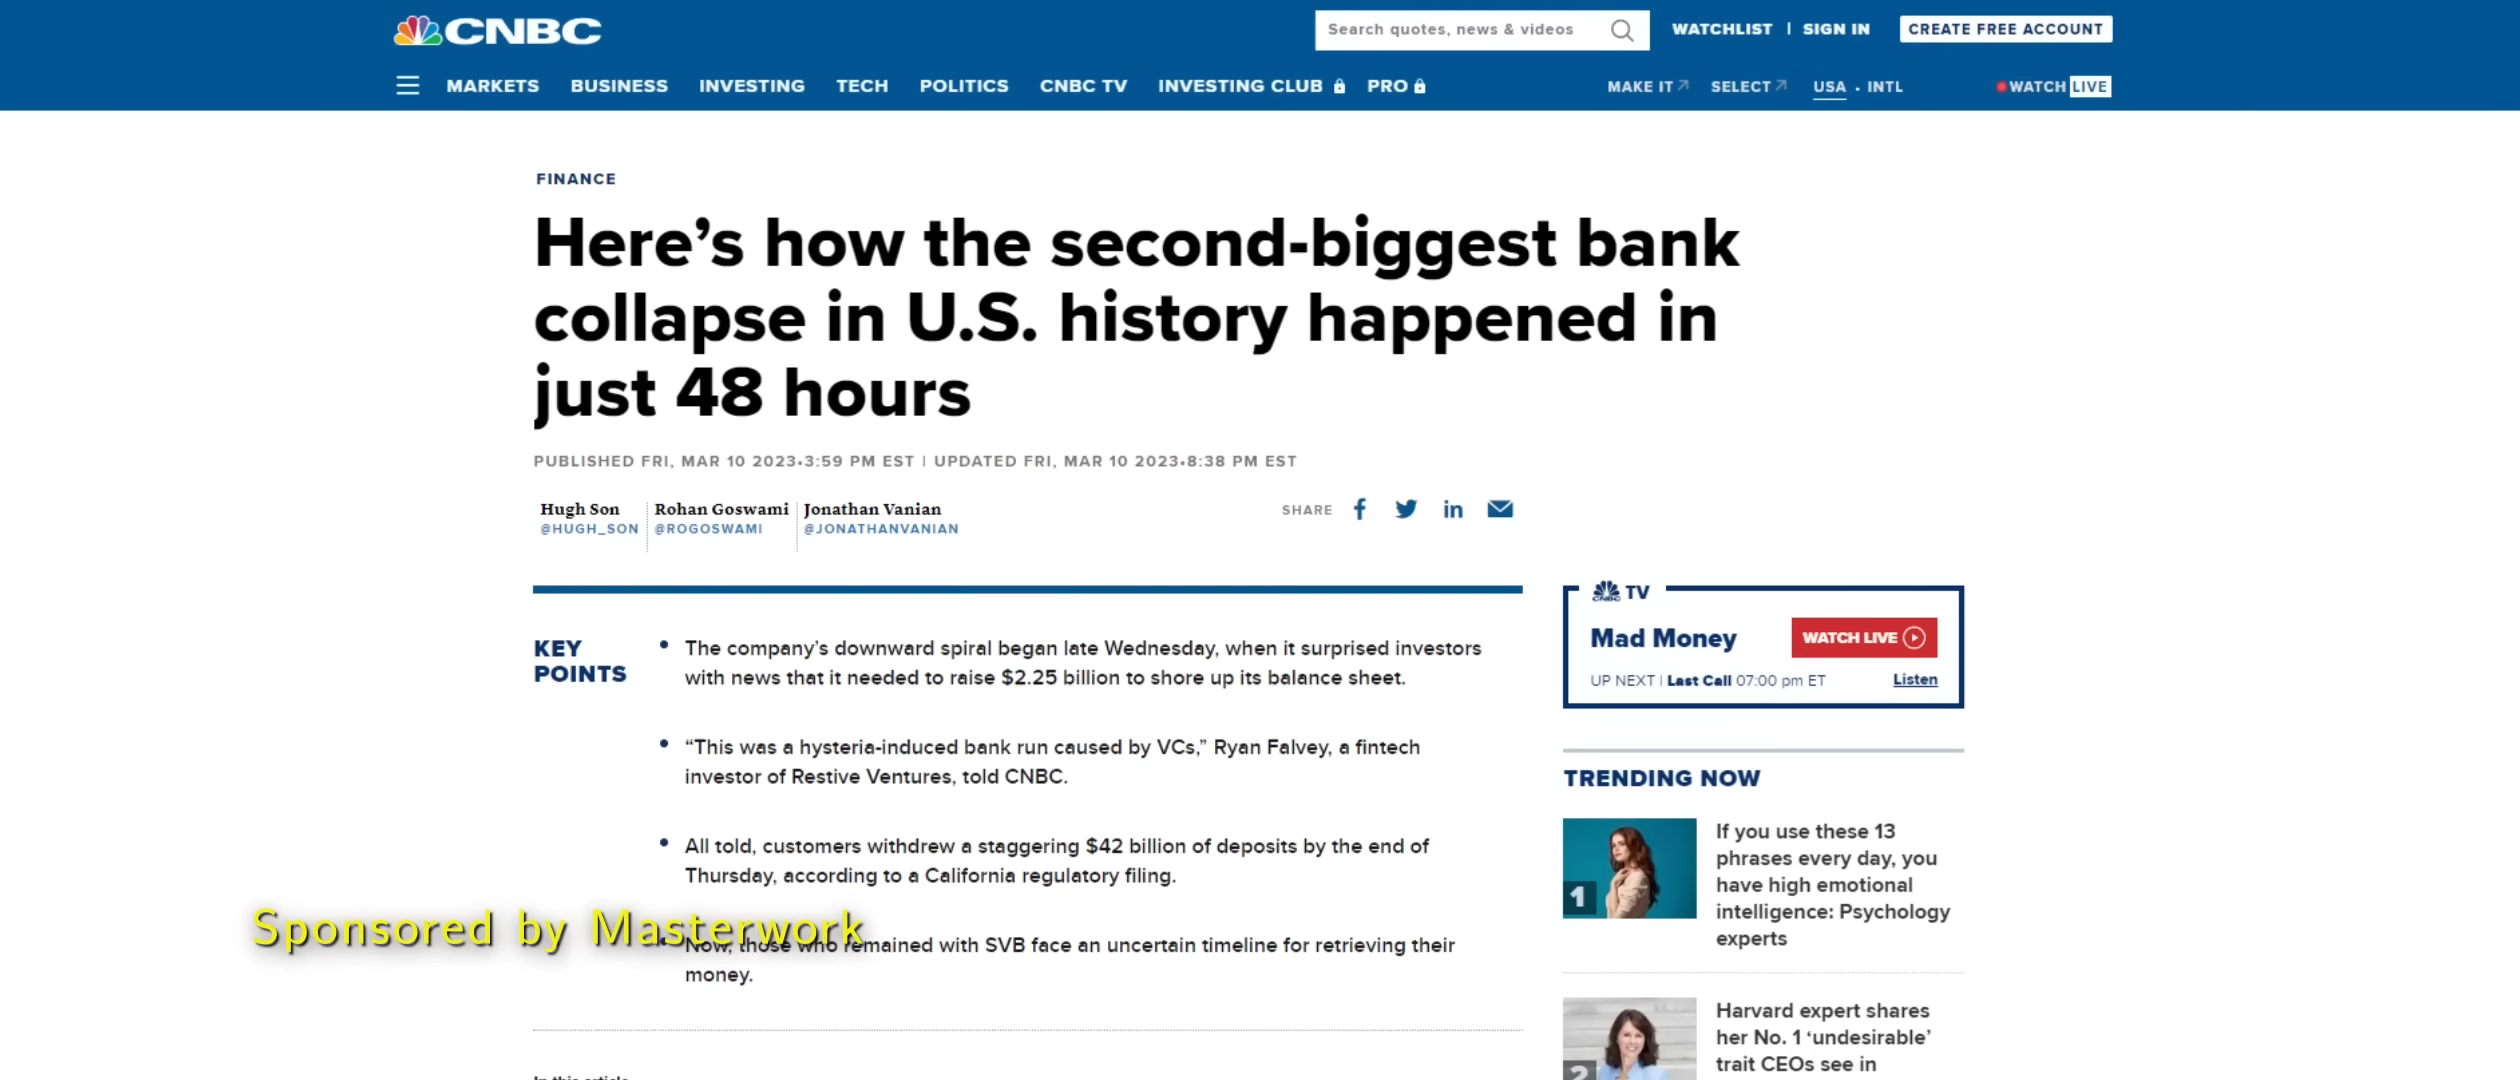 CNBC
Search quotes, news & videos
WATCHLIST | SIGN IN
CREATE FREE ACCOUNT
MARKETS BUSINESS INVESTING TECH POLITICS CNBC TV INVESTING CLUB PRO
MAKE IT SELECT USA • INTL
WATCH LIVE
FINANCE
Here’s how the second-biggest bank
collapse in U.S. history happened in
just 48 hours
PUBLISHED FRI, MAR 10 2023•3:59 PM EST | UPDATED FRI, MAR 10 2023•8:38 PM EST
Hugh Son
@HUGH_SON
Rohan Goswami
@ROGOSWAMI
Jonathan Vanian
@JONATHANVANIAN
SHARE
KEY
POINTS
• The company’s downward spiral began late Wednesday, when it surprised investors
with news that it needed to raise $2.25 billion to shore up its balance sheet.
• “This was a hysteria-induced bank run caused by VCs,” Ryan Falvey, a fintech
investor of Restive Ventures, told CNBC.
• All told, customers withdrew a staggering $42 billion of deposits by the end of
Thursday, according to a California regulatory filing.
Sponsored by Masterwork
• Now, those who remained with SVB face an uncertain timeline for retrieving their
money.
In this article
CNBC TV
Mad Money
WATCH LIVE
UP NEXT | Last Call 07:00 pm ET
Listen
TRENDING NOW
1
If you use these 13
phrases every day, you
have high emotional
intelligence: Psychology
experts
2
Harvard expert shares
her No. 1 ‘undesirable’
trait CEOs see in